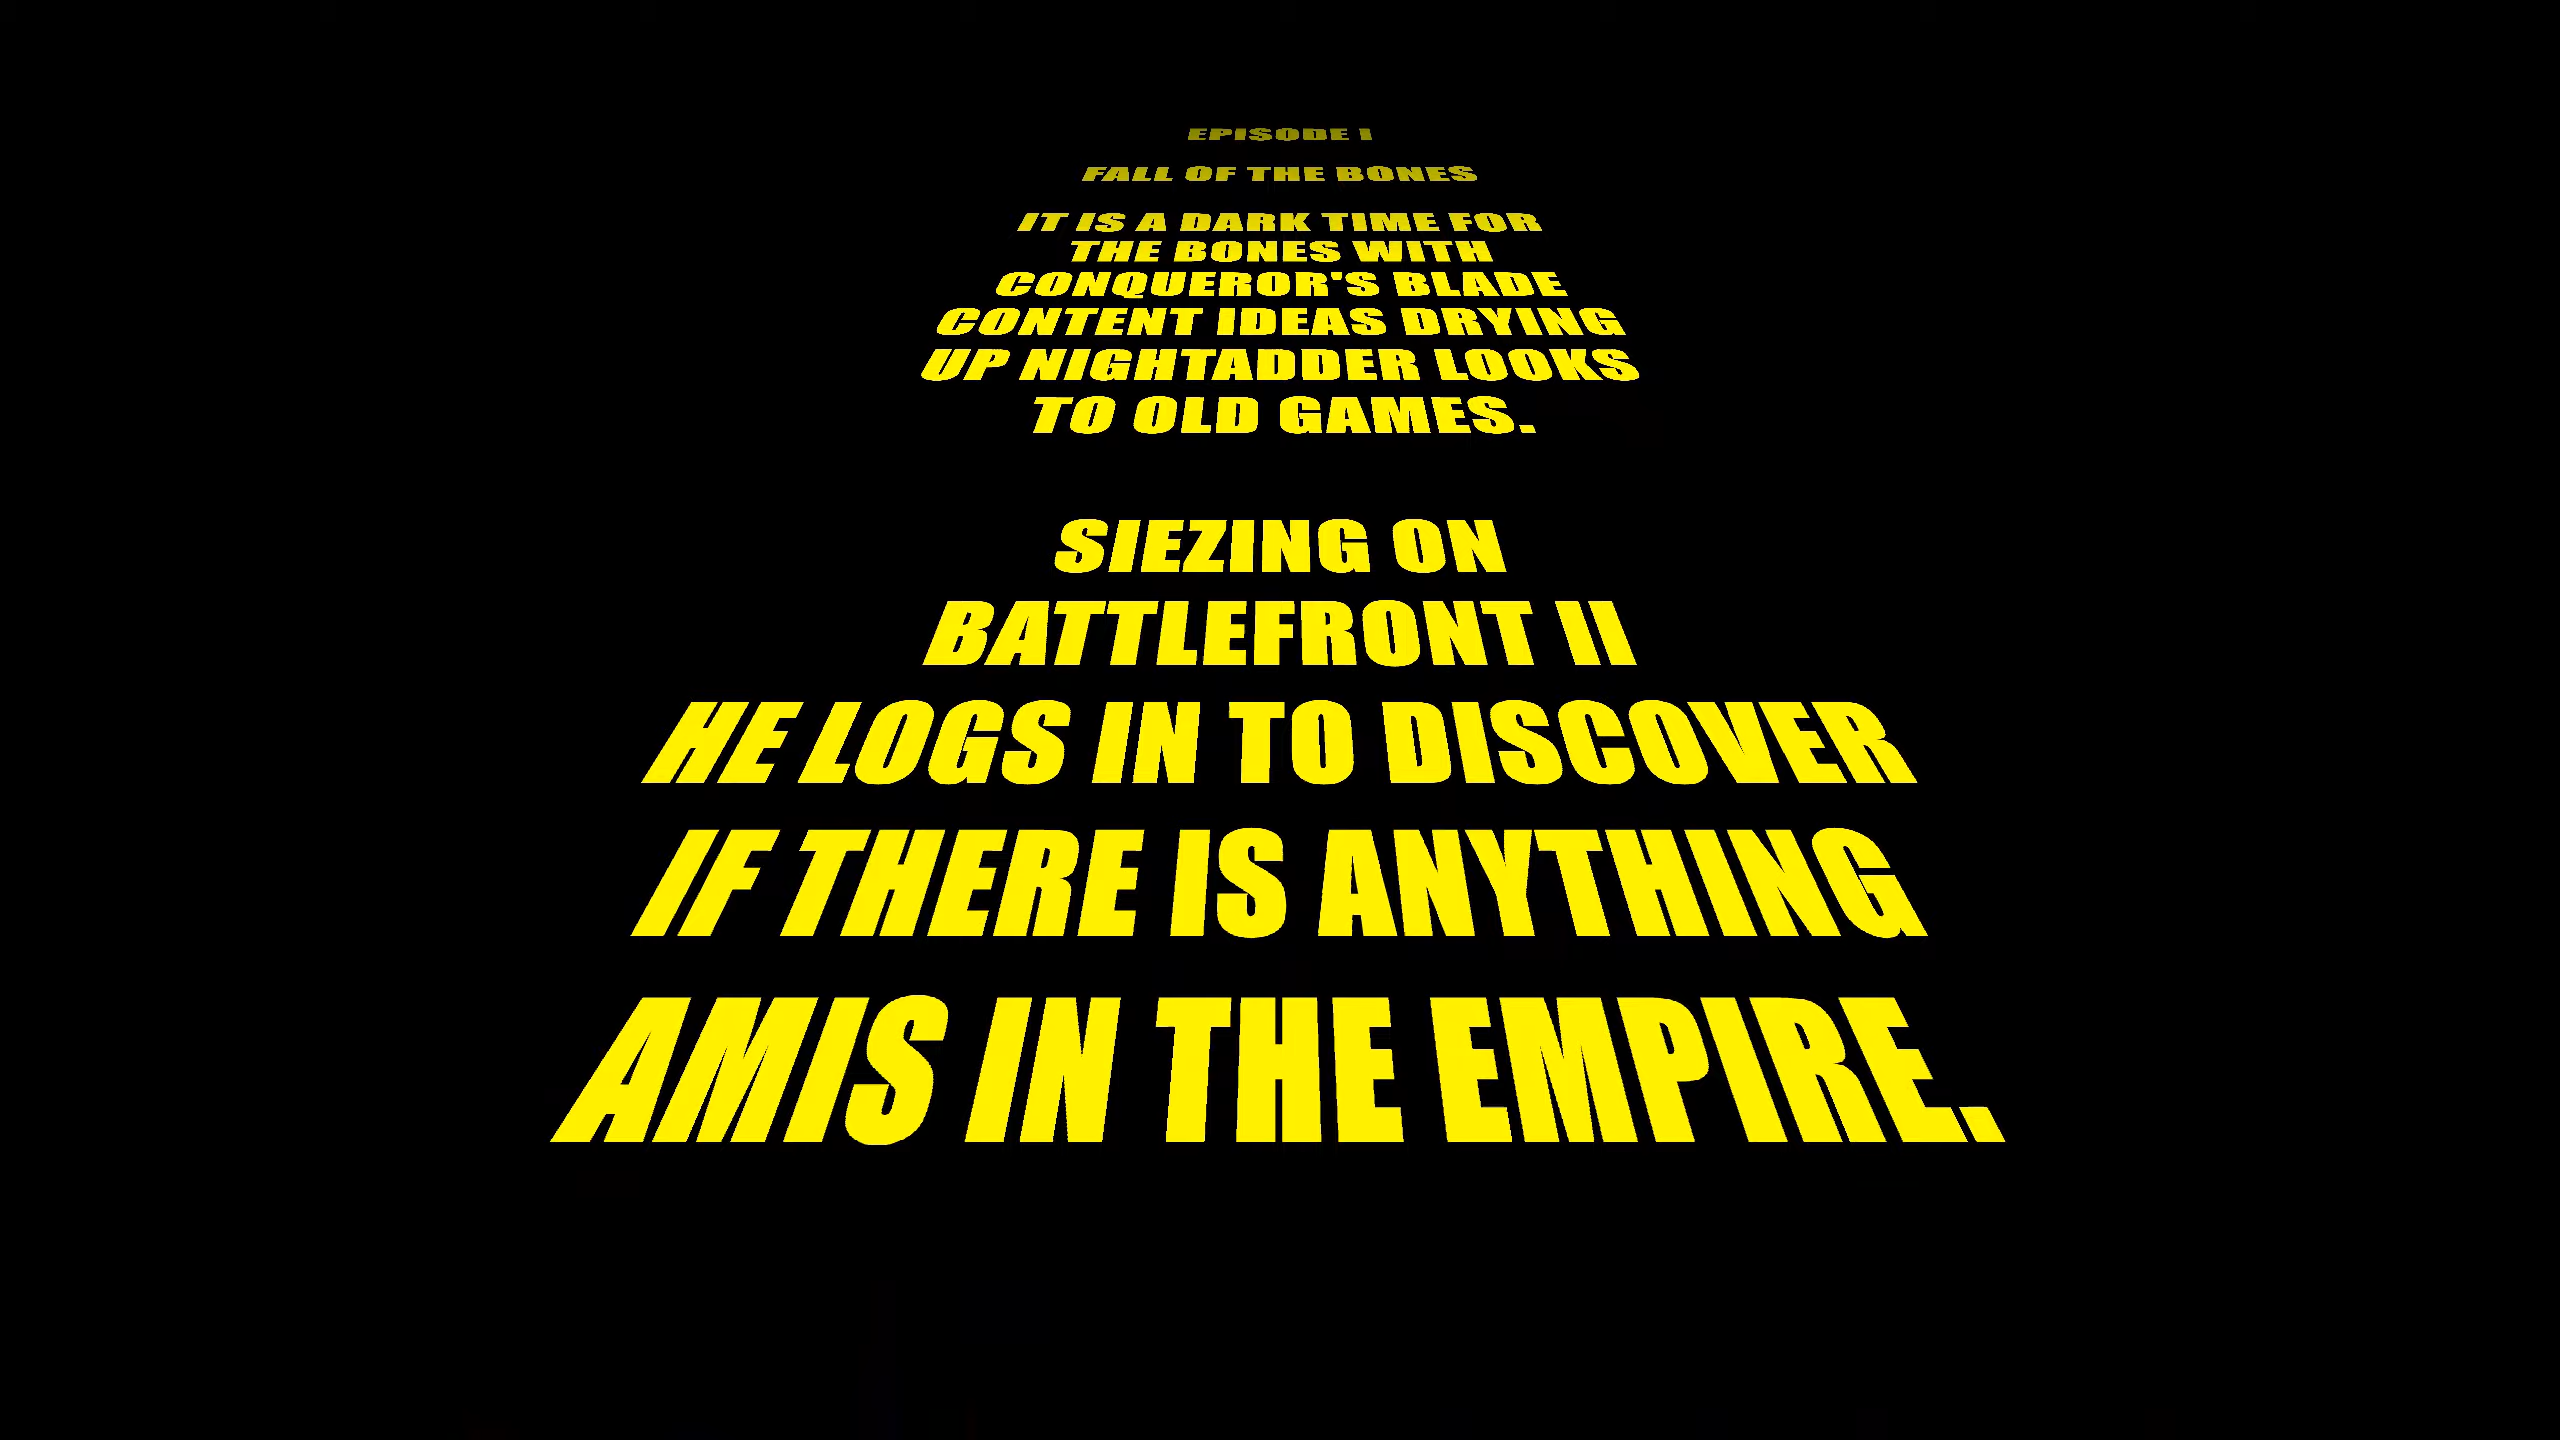 EPISODE I
FALL OF THE BONES
IT IS A DARK TIME FOR
THE BONES WITH
CONQUEROR'S BLADE
CONTENT IDEAS DRYING
UP NIGHTADDER LOOKS
TO OLD GAMES.
SIEZING ON
BATTLEFRONT II
HE LOGS IN TO DISCOVER
IF THERE IS ANYTHING
AMIS IN THE EMPIRE.